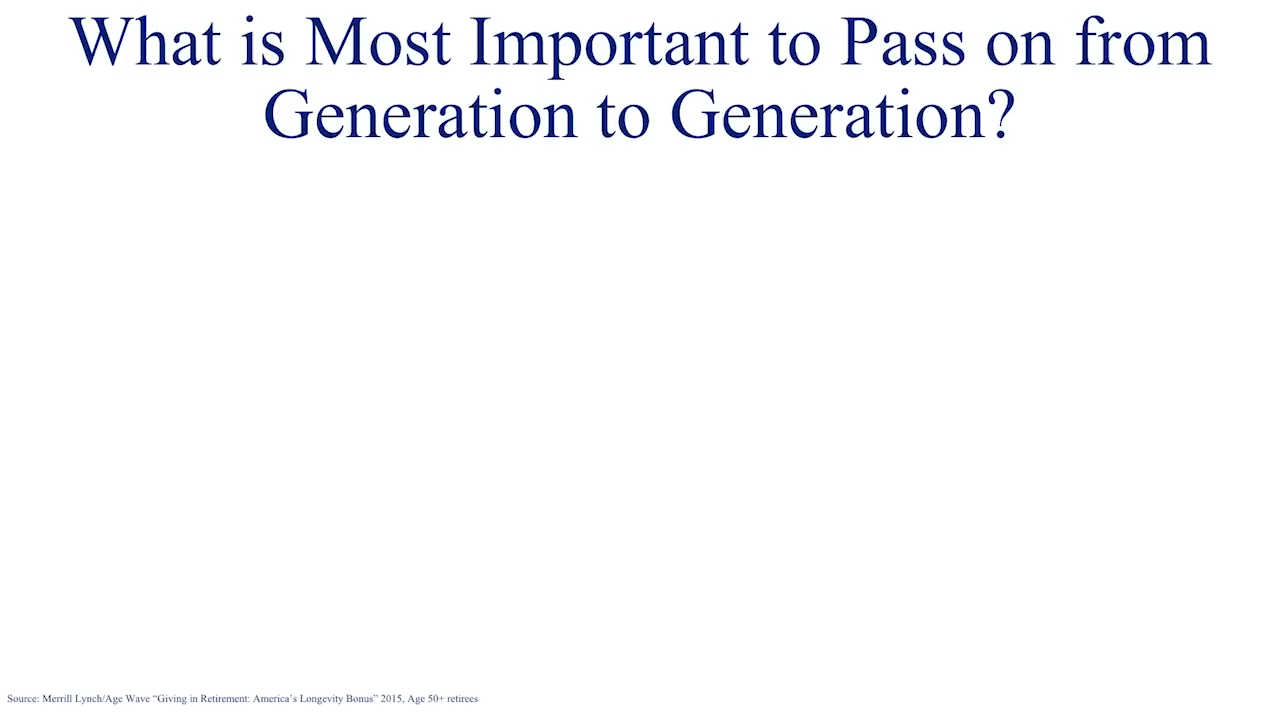 What is Most Important to Pass on from
Generation to Generation?
Source: Merrill Lynch/Age Wave “Giving in Retirement: America’s Longevity Bonus” 2015, Age 50+ retirees